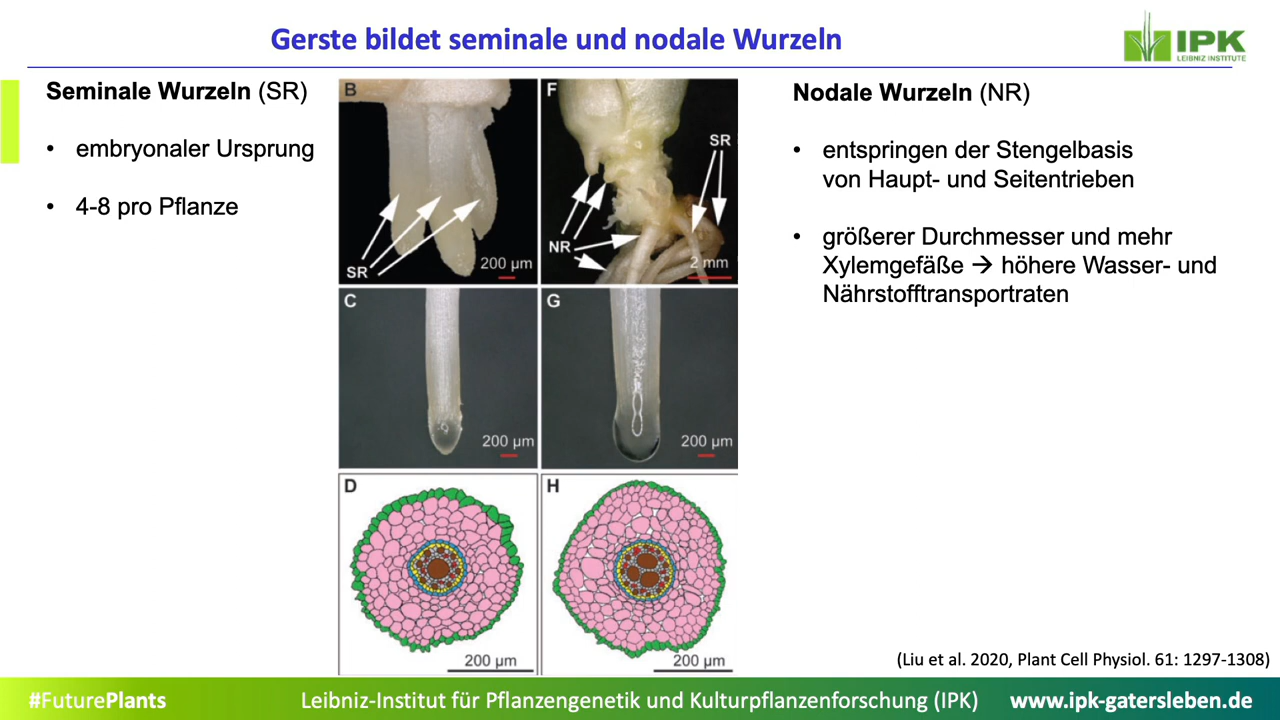 Gerste bildet seminale und nodale Wurzeln
IPK
LEIBNIZ INSTITUTE
Seminale Wurzeln (SR)
• embryonaler Ursprung
• 4-8 pro Pflanze
B
SR
200 µm
F
SR
NR
2 mm
C
200 µm
G
200 µm
D
200 µm
H
200 µm
Nodale Wurzeln (NR)
• entspringen der Stengelbasis
von Haupt- und Seitentrieben
• größerer Durchmesser und mehr
Xylemgefäße → höhere Wasser- und
Nährstofftransportraten
(Liu et al. 2020, Plant Cell Physiol. 61: 1297-1308)
#FuturePlants
Leibniz-Institut für Pflanzengenetik und Kulturpflanzenforschung (IPK)
www.ipk-gatersleben.de